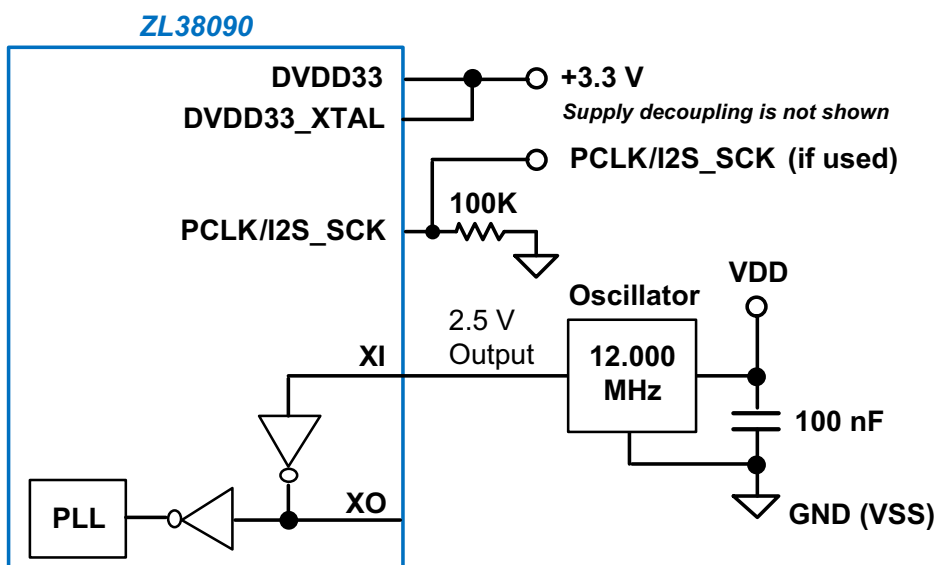 ZL38090
DVDD33
+3.3 V
DVDD33_XTAL
Supply decoupling is not shown
PCLK/I2S_SCK (if used)
100K
PCLK/I2S_SCK
VDD
Oscillator
2.5 V
Output
XI
12.000
MHz
100 nF
PLL
XO
GND (VSS)